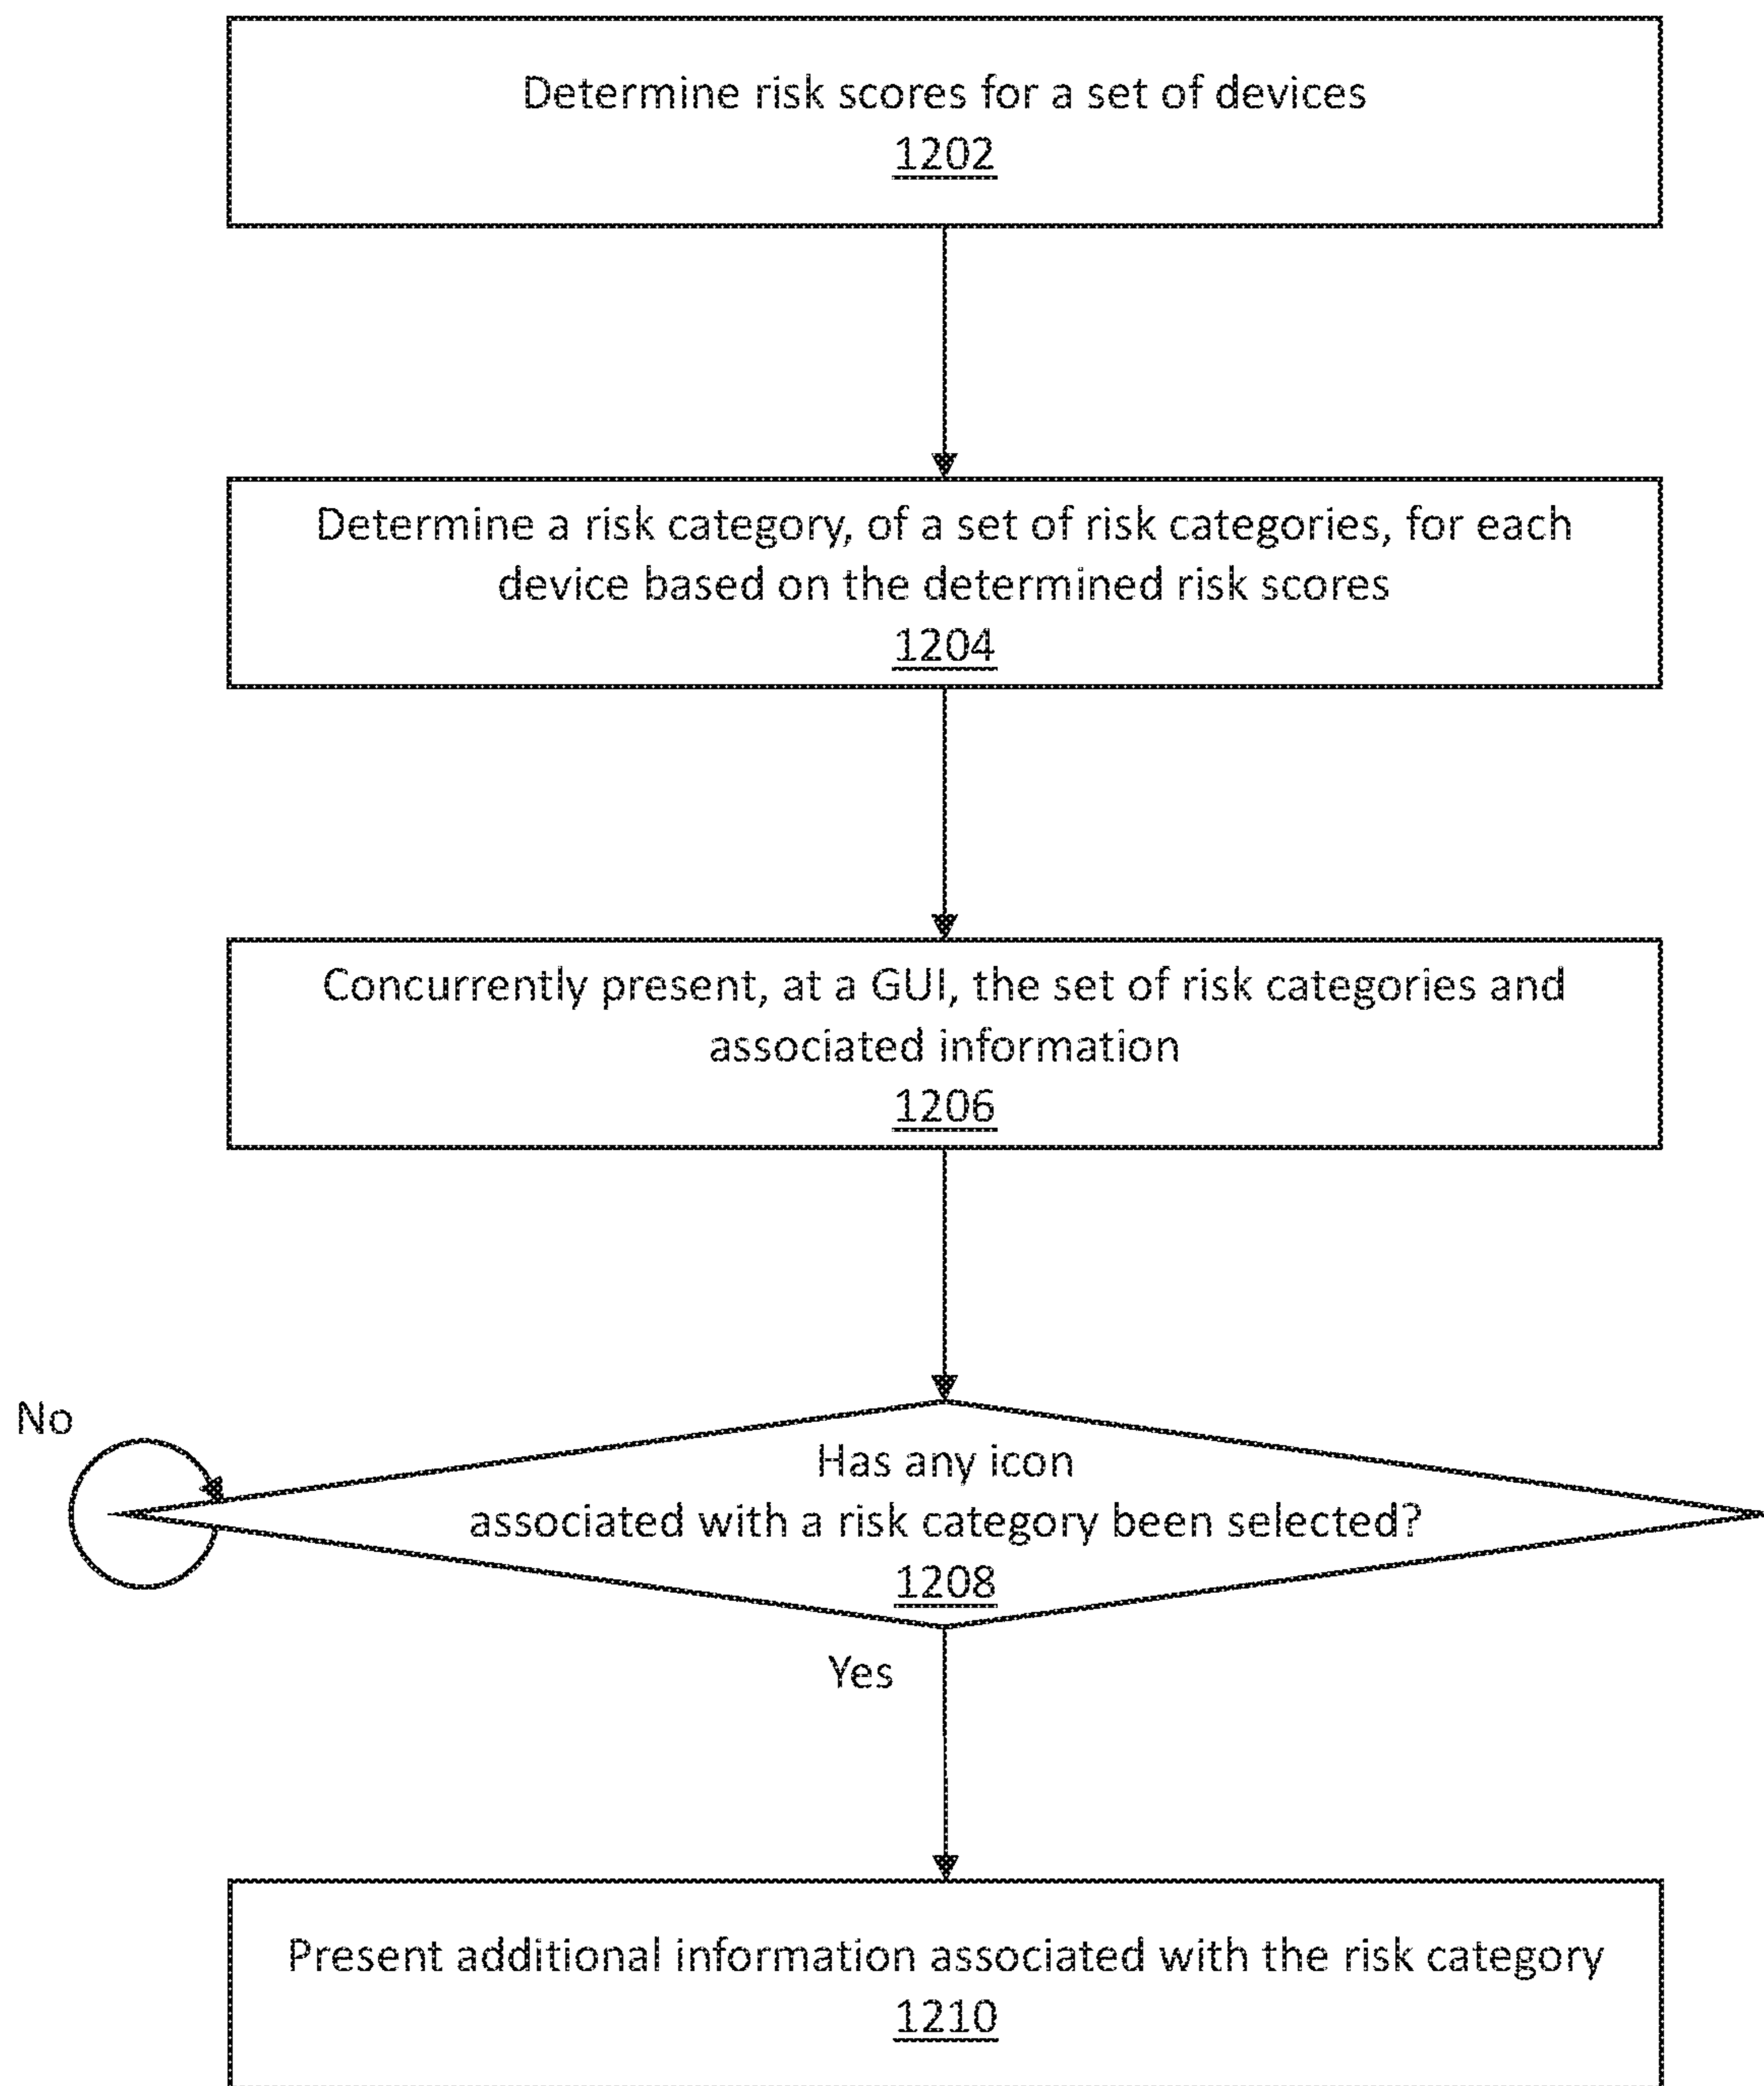 Determine risk scores for a set of devices
1202
Determine a risk category, of a set of risk categories, for each
device based on the determined risk scores
1204
Concurrently present, at a GUI, the set of risk categories and
associated information
1206
No
Has any icon
associated with a risk category been selected?
1208
Yes
Present additional information associated with the risk category
1210